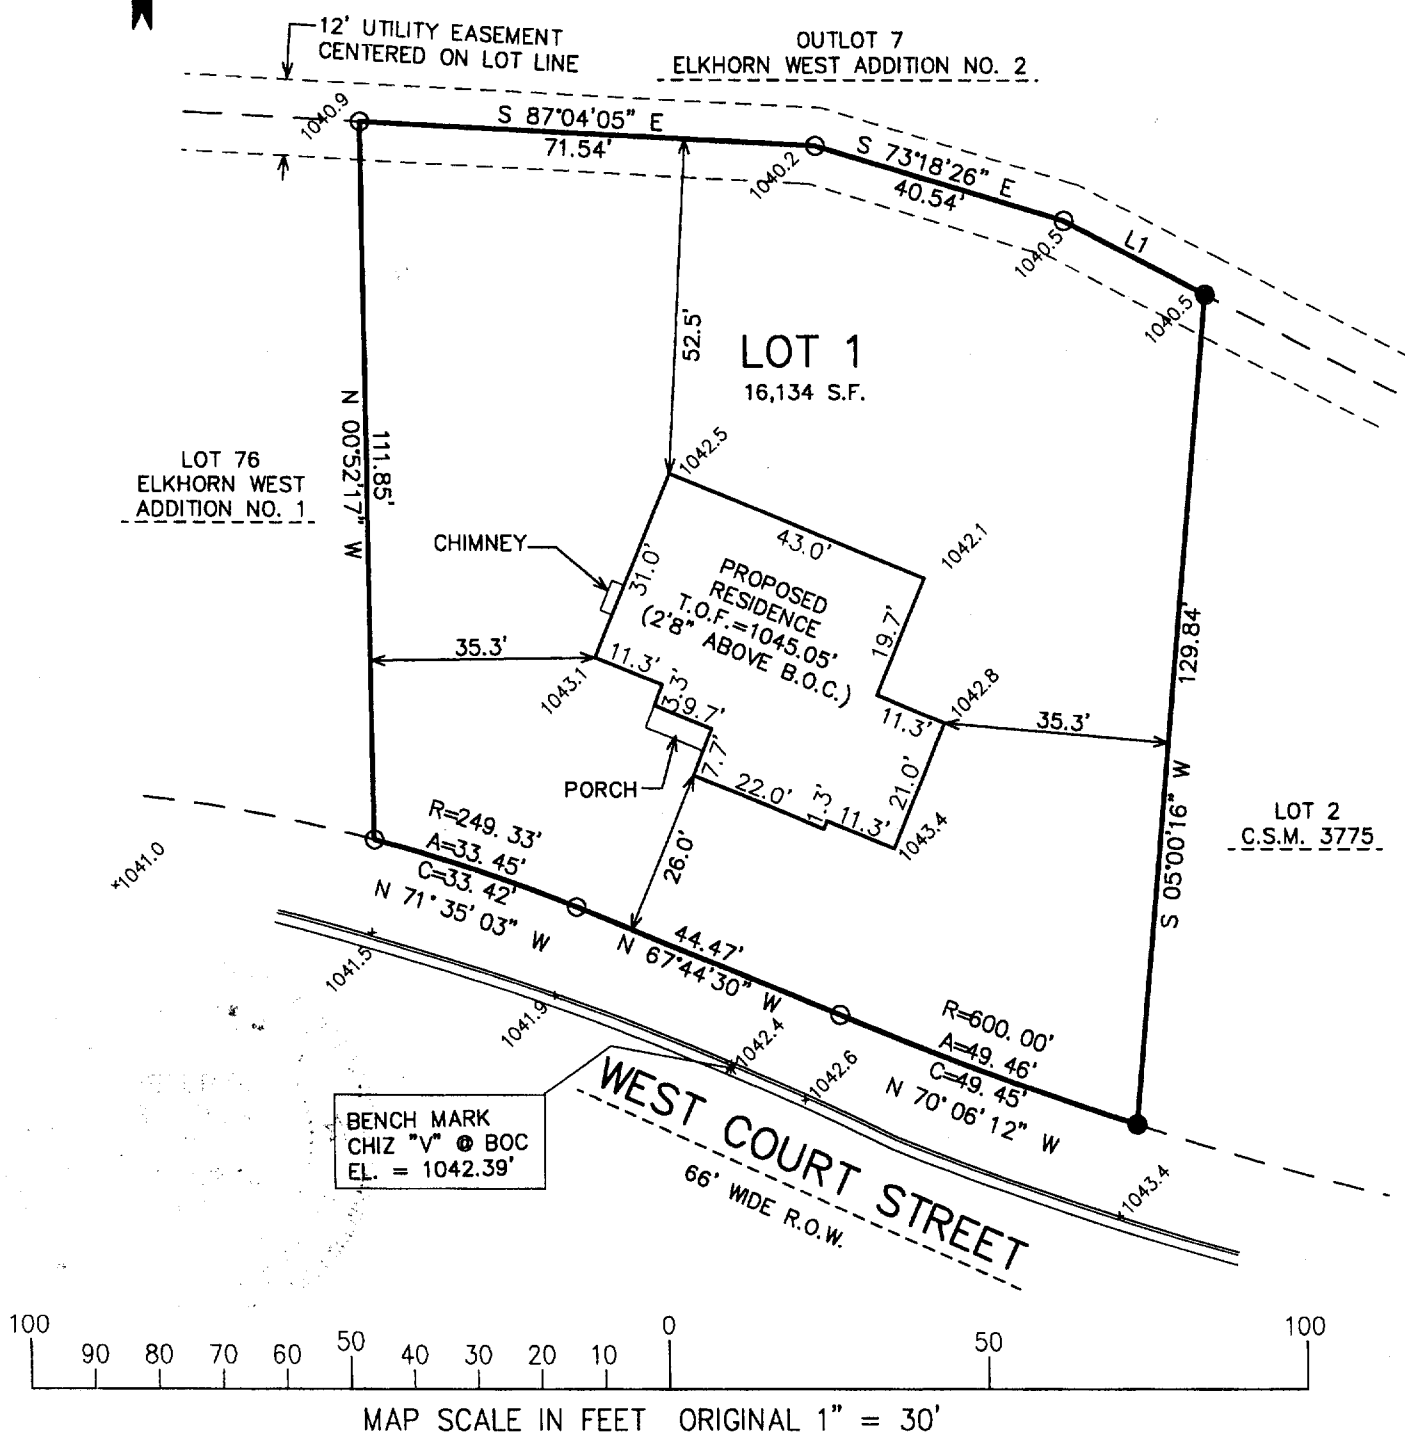 12' UTILITY EASEMENT
CENTERED ON LOT LINE
OUTLOT 7
ELKHORN WEST ADDITION NO. 2
1040.9
S 87°04'05" E
71.54'
1040.2
S 73°18'26" E
40.54'
1040.5
L1
1040.5
52.5'
LOT 1
16,134 S.F.
N 00°52'17" W
111.85'
LOT 76
ELKHORN WEST
ADDITION NO. 1
1042.5
CHIMNEY
43.0'
1042.1
31.0'
PROPOSED
RESIDENCE
T.O.F.=1045.05'
(2'8" ABOVE B.O.C.)
19.7'
129.84'
S 05°00'16" W
35.3'
11.3'
1043.1
3.3'
9.7'
7.7'
PORCH
11.3'
1042.8
35.3'
22.0'
1.3'
11.3'
21.0'
1043.4
26.0'
LOT 2
C.S.M. 3775
R=249.33'
A=33.45'
C=33.42'
N 71°35'03" W
1041.0
44.47'
N 67°44'30" W
1041.5
1041.9
R=600.00'
A=49.46'
C=49.45'
N 70°06'12" W
1042.4
1042.6
BENCH MARK
CHIZ "V" @ BOC
EL. = 1042.39'
WEST COURT STREET
66' WIDE R.O.W.
1043.4
100 90 80 70 60 50 40 30 20 10 0 50 100
MAP SCALE IN FEET ORIGINAL 1" = 30'